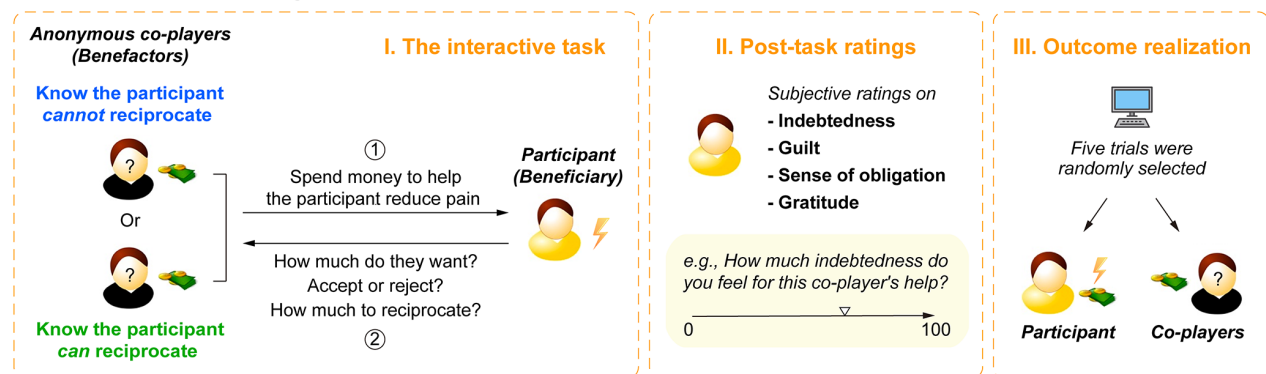 Anonymous co-players
(Benefactors)
Know the participant
cannot reciprocate
?
Or
?
Know the participant
can reciprocate
I. The interactive task
①
Spend money to help
the participant reduce pain
How much do they want?
Accept or reject?
How much to reciprocate?
②
Participant
(Beneficiary)
II. Post-task ratings
Subjective ratings on
- Indebtedness
- Guilt
- Sense of obligation
- Gratitude
e.g., How much indebtedness do
you feel for this co-player's help?
0 100
III. Outcome realization
Five trials were
randomly selected
?
Participant Co-players